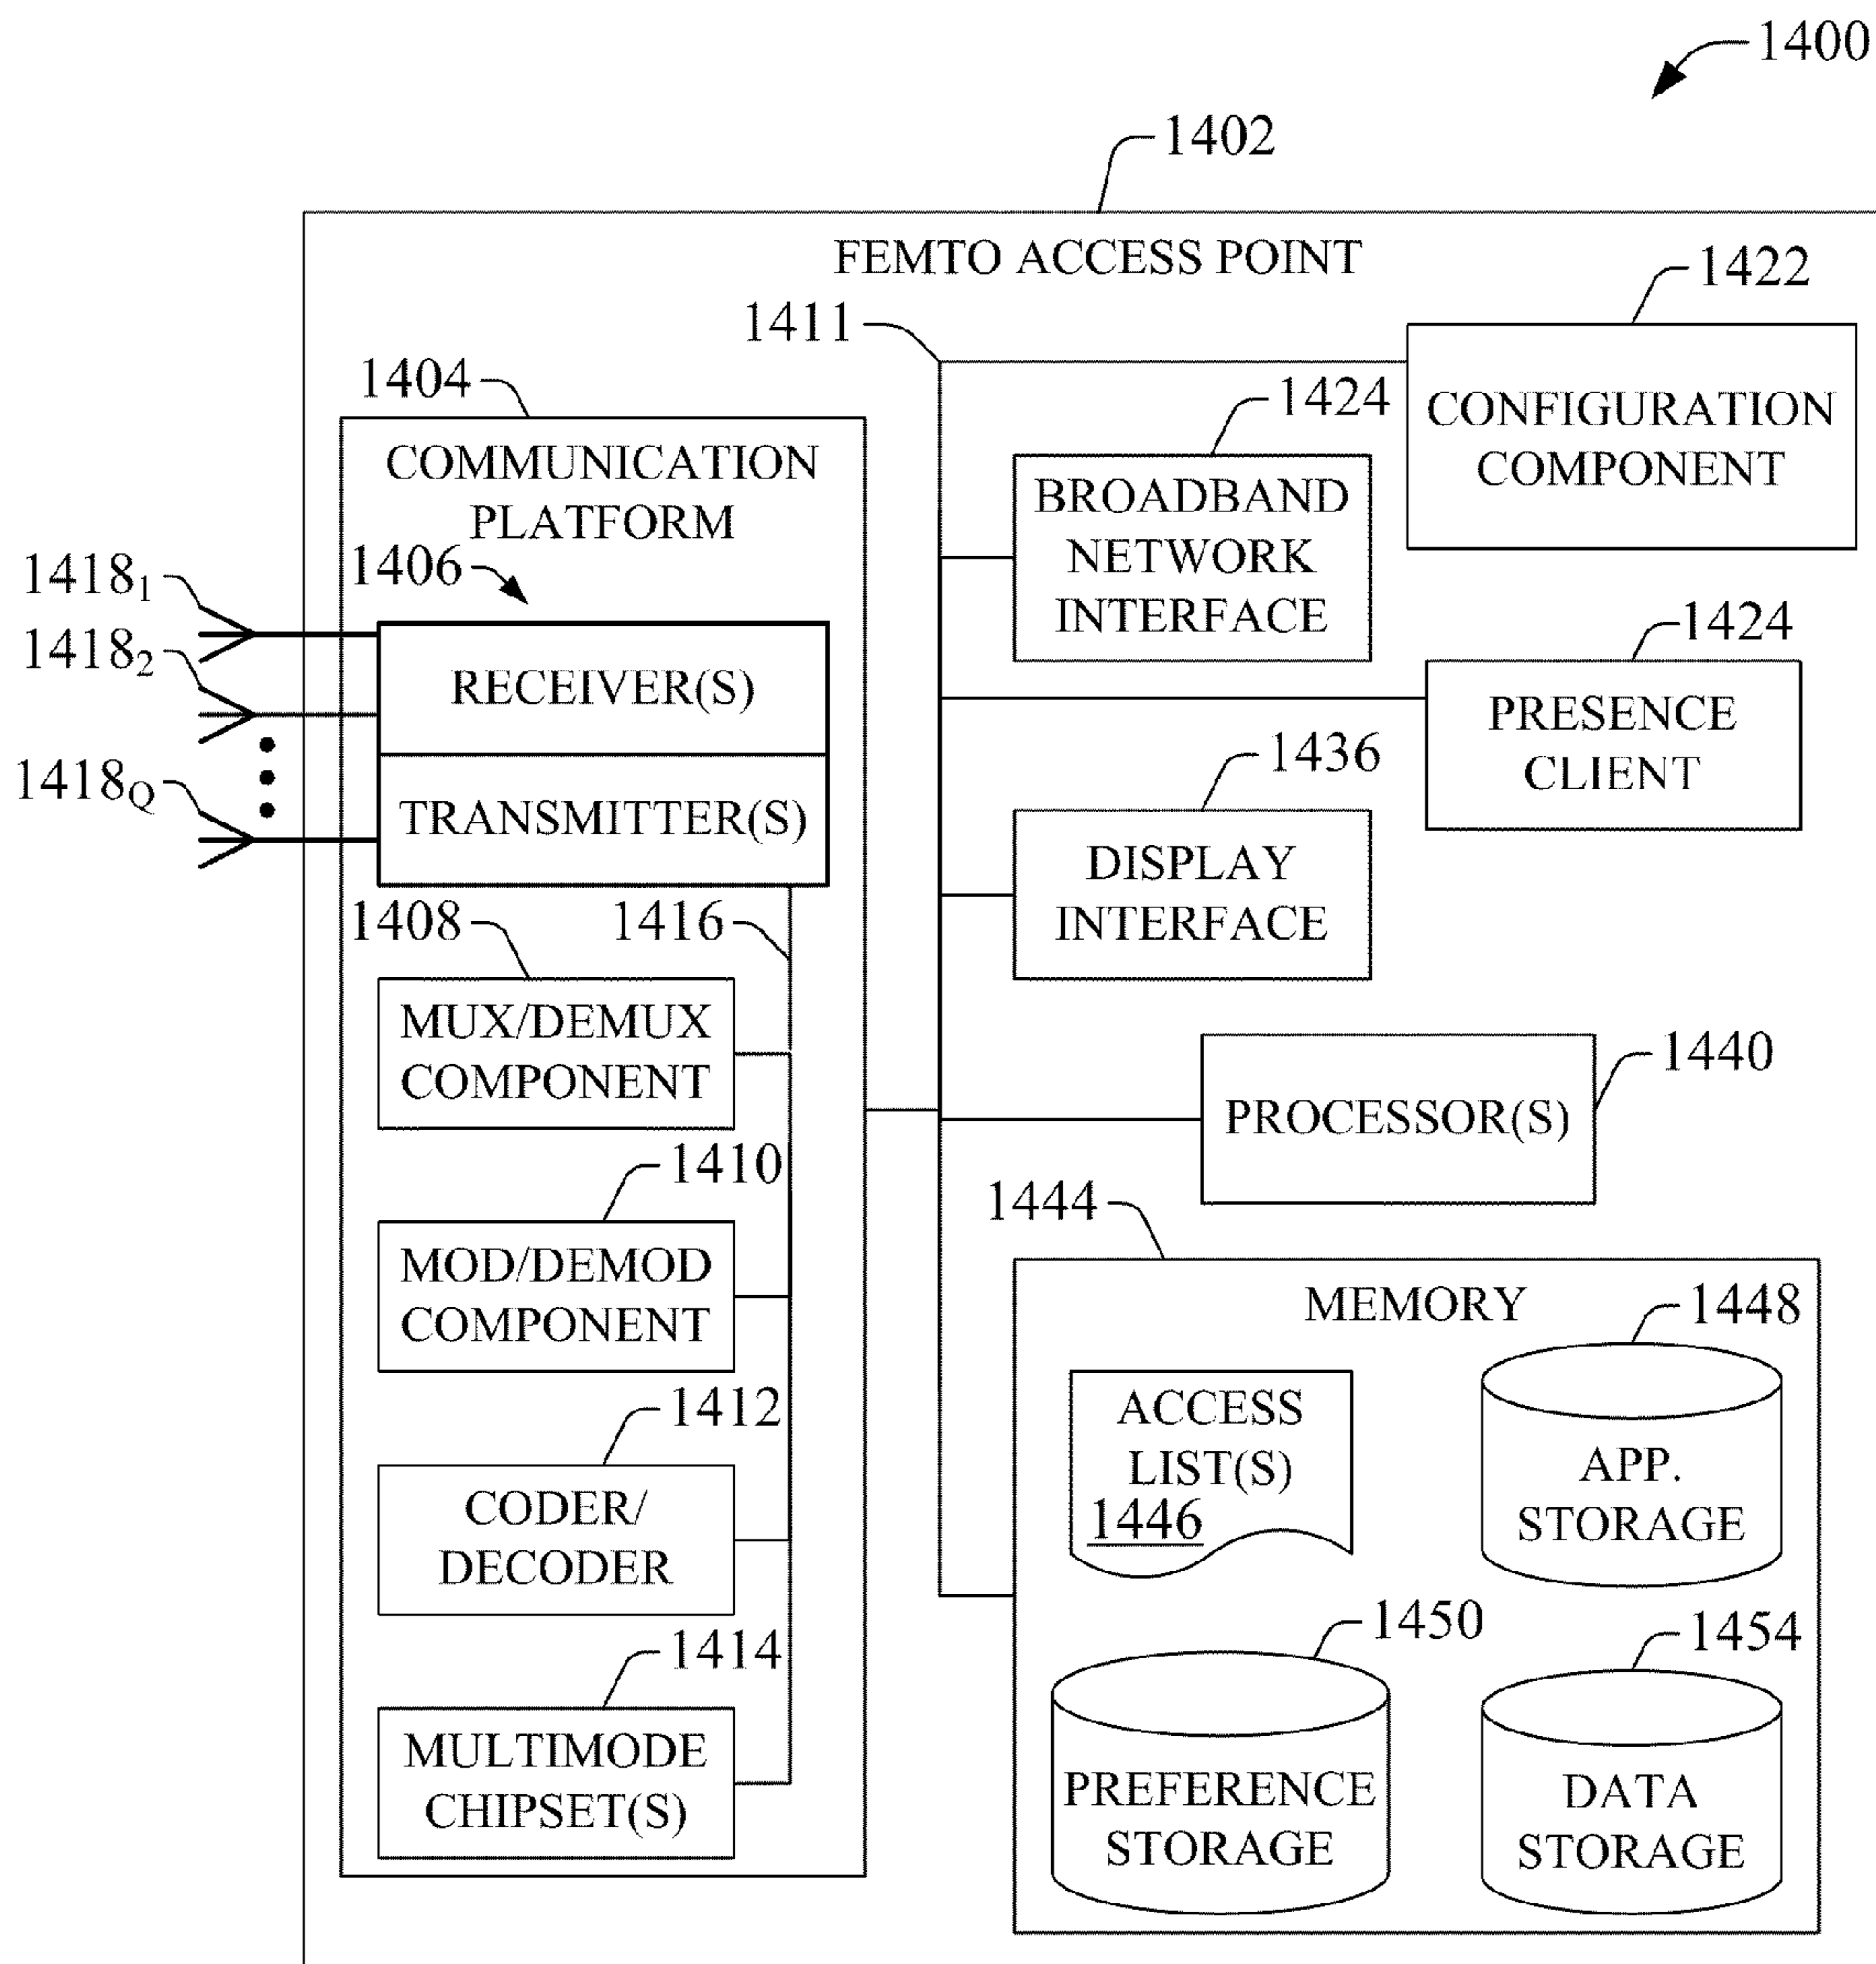 1400
1402
FEMTO ACCESS POINT
1422
1411
CONFIGURATION
COMPONENT
1404
COMMUNICATION
PLATFORM
1424
BROADBAND
NETWORK
INTERFACE
1406
1418₁
1418₂
1418Q
RECEIVER(S)
TRANSMITTER(S)
1424
PRESENCE
CLIENT
1436
DISPLAY
INTERFACE
1408
1416
MUX/DEMUX
COMPONENT
1440
PROCESSOR(S)
1410
MOD/DEMOD
COMPONENT
1444
MEMORY
1412
CODER/
DECODER
1446
ACCESS
LIST(S)
1448
APP.
STORAGE
1414
MULTIMODE
CHIPSET(S)
1450
PREFERENCE
STORAGE
1454
DATA
STORAGE